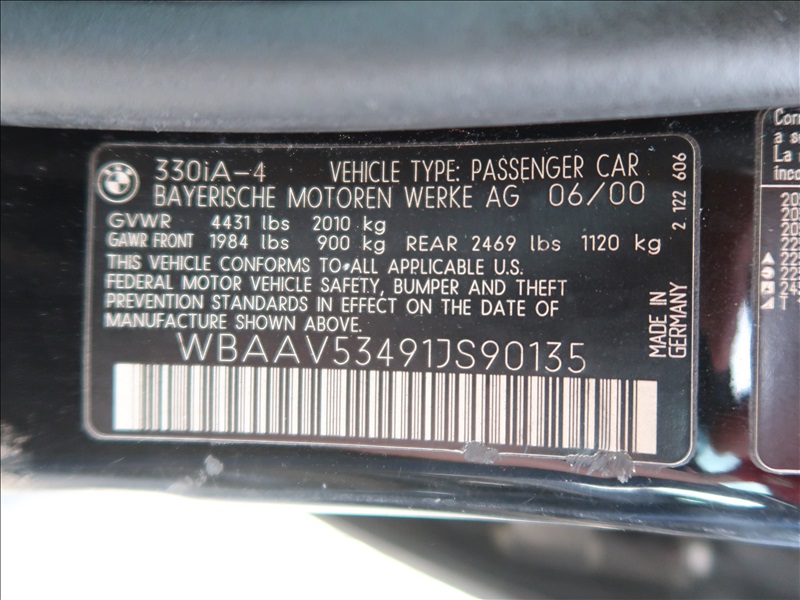 BMW
330iA-4 VEHICLE TYPE: PASSENGER CAR
BAYERISCHE MOTOREN WERKE AG 06/00
GVWR 4431 lbs 2010 kg
GAWR FRONT 1984 lbs 900 kg REAR 2469 lbs 1120 kg
THIS VEHICLE CONFORMS TO ALL APPLICABLE U.S.
FEDERAL MOTOR VEHICLE SAFETY, BUMPER AND THEFT
PREVENTION STANDARDS IN EFFECT ON THE DATE OF
MANUFACTURE SHOWN ABOVE.
WBAAV53491JS90135
2 122 606
MADE IN
GERMANY
a
La